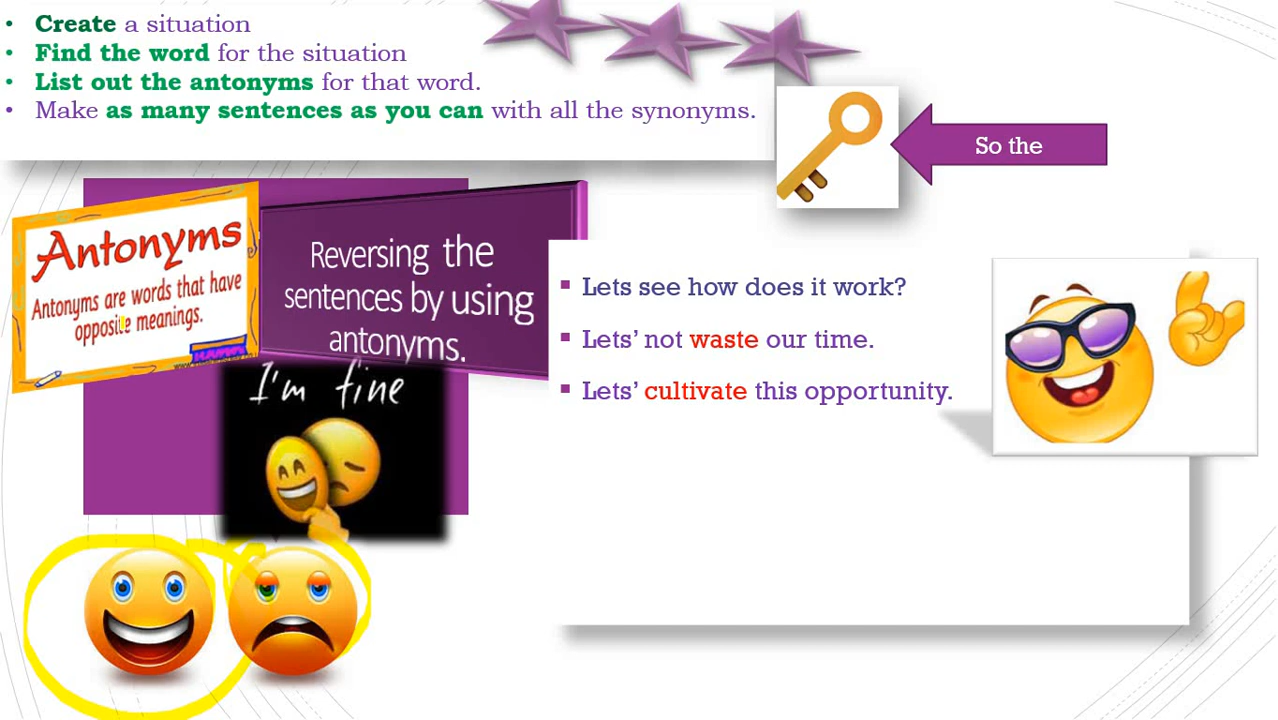 • Create a situation
• Find the word for the situation
• List out the antonyms for that word.
• Make as many sentences as you can with all the synonyms.
So the
Antonyms
Antonyms are words that have
opposite meanings.
Reversing the
sentences by using
antonyms.
I'm fine
▪ Lets see how does it work?
▪ Lets’ not waste our time.
▪ Lets’ cultivate this opportunity.